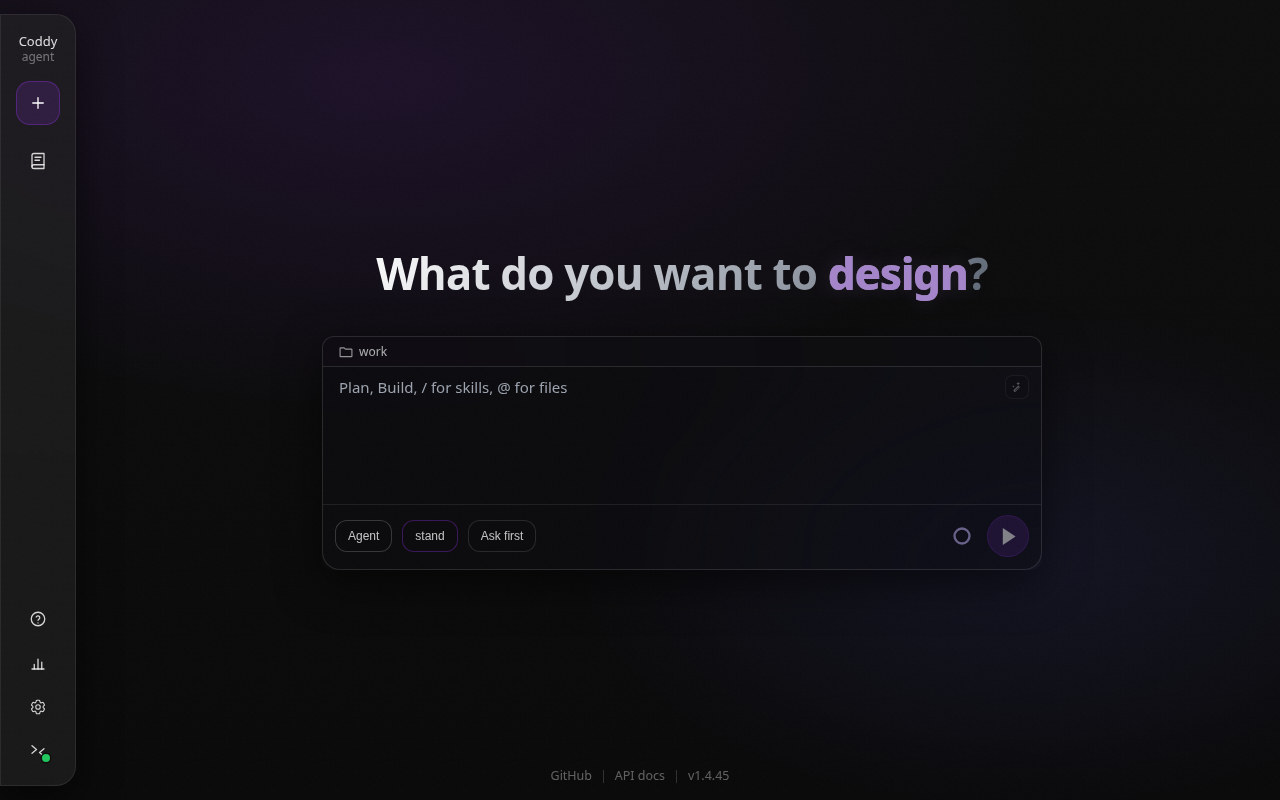 Coddy
agent
What do you want to design?
work
Plan, Build, / for skills, @ for files
Agent
stand
Ask first
GitHub | API docs | v1.4.45